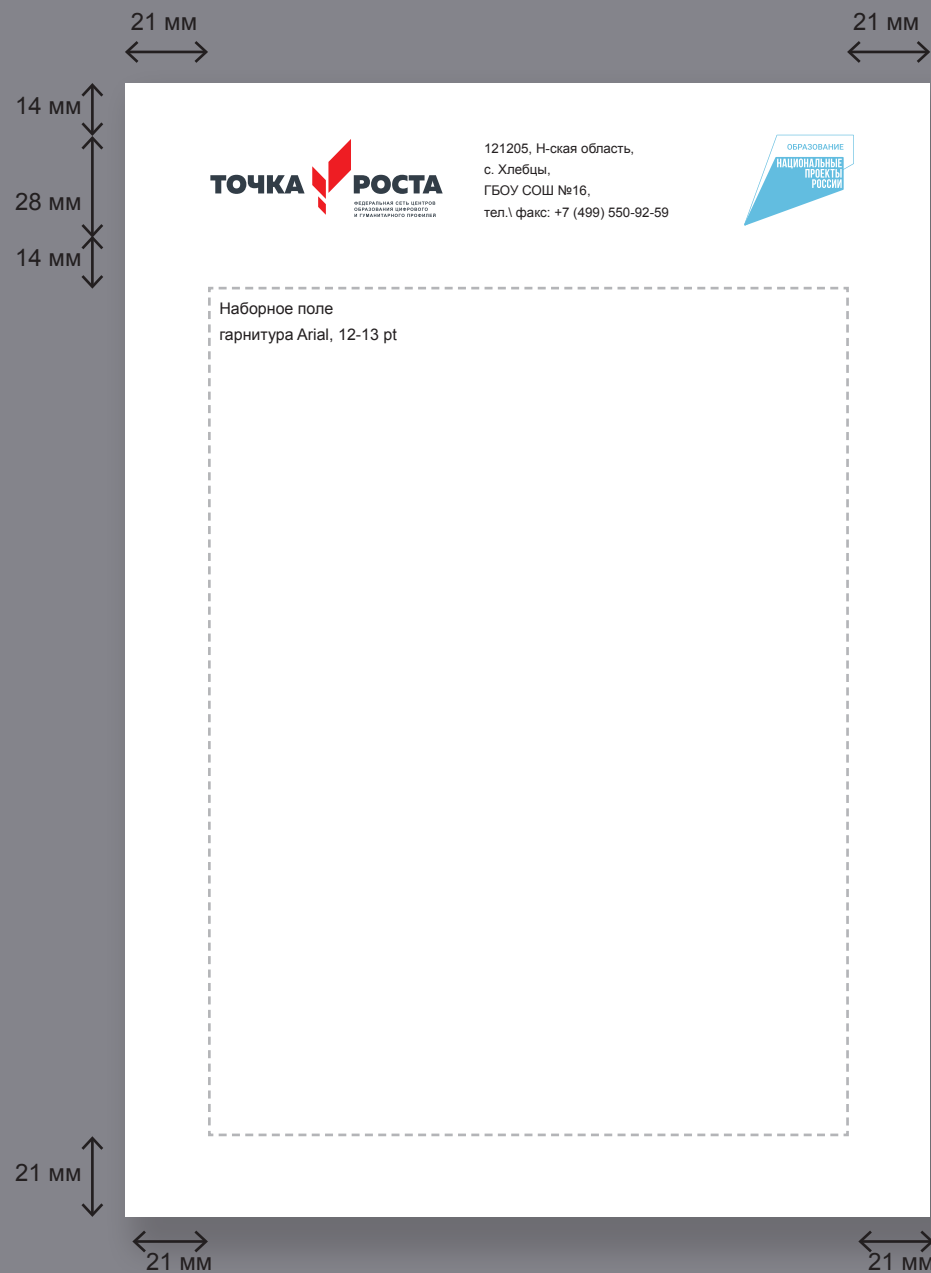 21 мм
21 мм
14 мм
28 мм
14 мм
ТОЧКА РОСТА
ФЕДЕРАЛЬНАЯ СЕТЬ ЦЕНТРОВ
ОБРАЗОВАНИЯ ЦИФРОВОГО
И ГУМАНИТАРНОГО ПРОФИЛЕЙ
121205, Н-ская область,
с. Хлебцы,
ГБОУ СОШ №16,
тел.\ факс: +7 (499) 550-92-59
ОБРАЗОВАНИЕ
НАЦИОНАЛЬНЫЕ
ПРОЕКТЫ
РОССИИ
Наборное поле
гарнитура Arial, 12-13 pt
21 мм
21 мм
21 мм